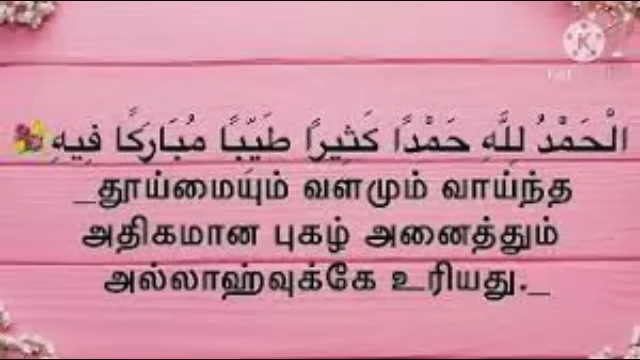 الْحَمْدُ لِلَّهِ حَمْدًا كَثِيرًا طَيِّبًا مُبَارَكًا فِيهِ
_தூய்மையும் வளமும் வாய்ந்த
அதிகமான புகழ் அனைத்தும்
அல்லாஹ்வுக்கே உரியது._